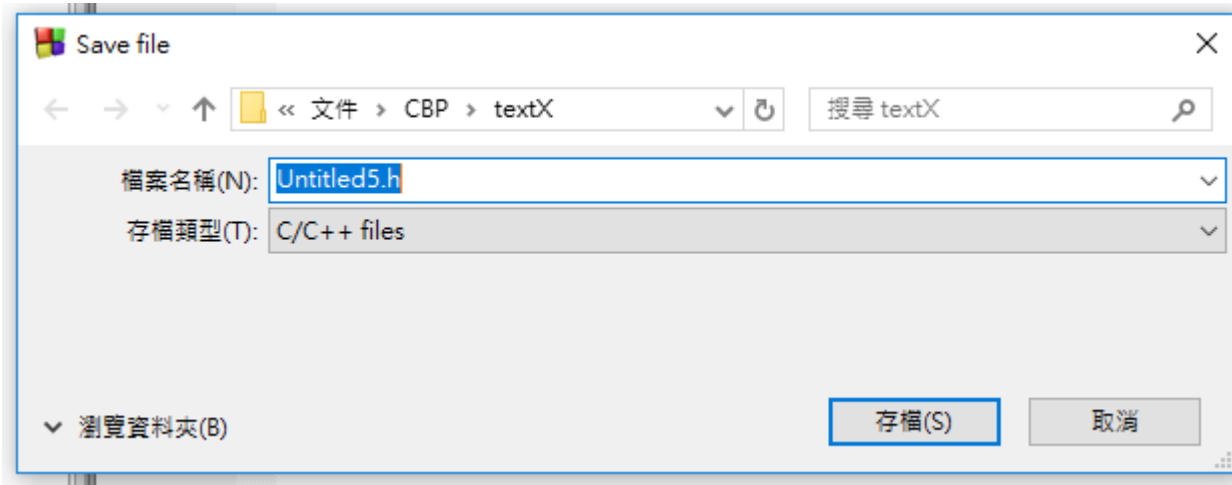 Save file
« 文件 › CBP › textX
搜尋 textX
檔案名稱(N): Untitled5.h
存檔類型(T): C/C++ files
瀏覽資料夾(B)
存檔(S)
取消